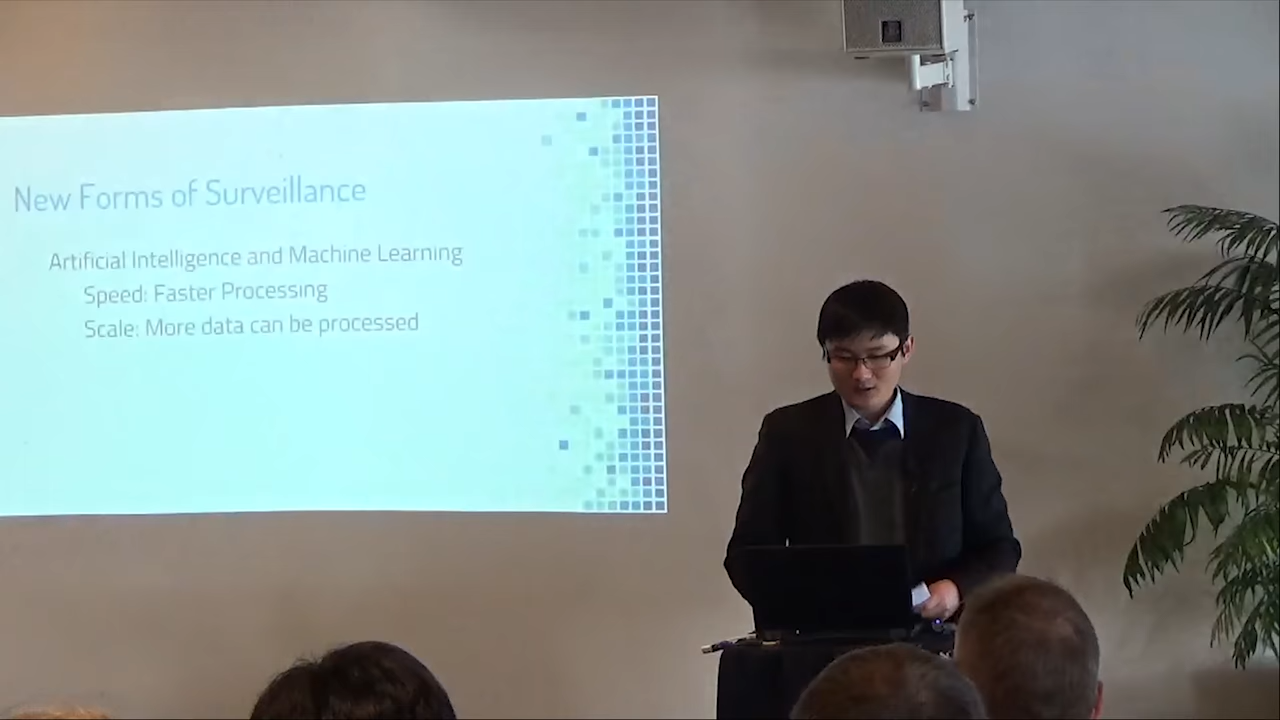 New Forms of Surveillance
Artificial Intelligence and Machine Learning
Speed: Faster Processing
Scale: More data can be processed